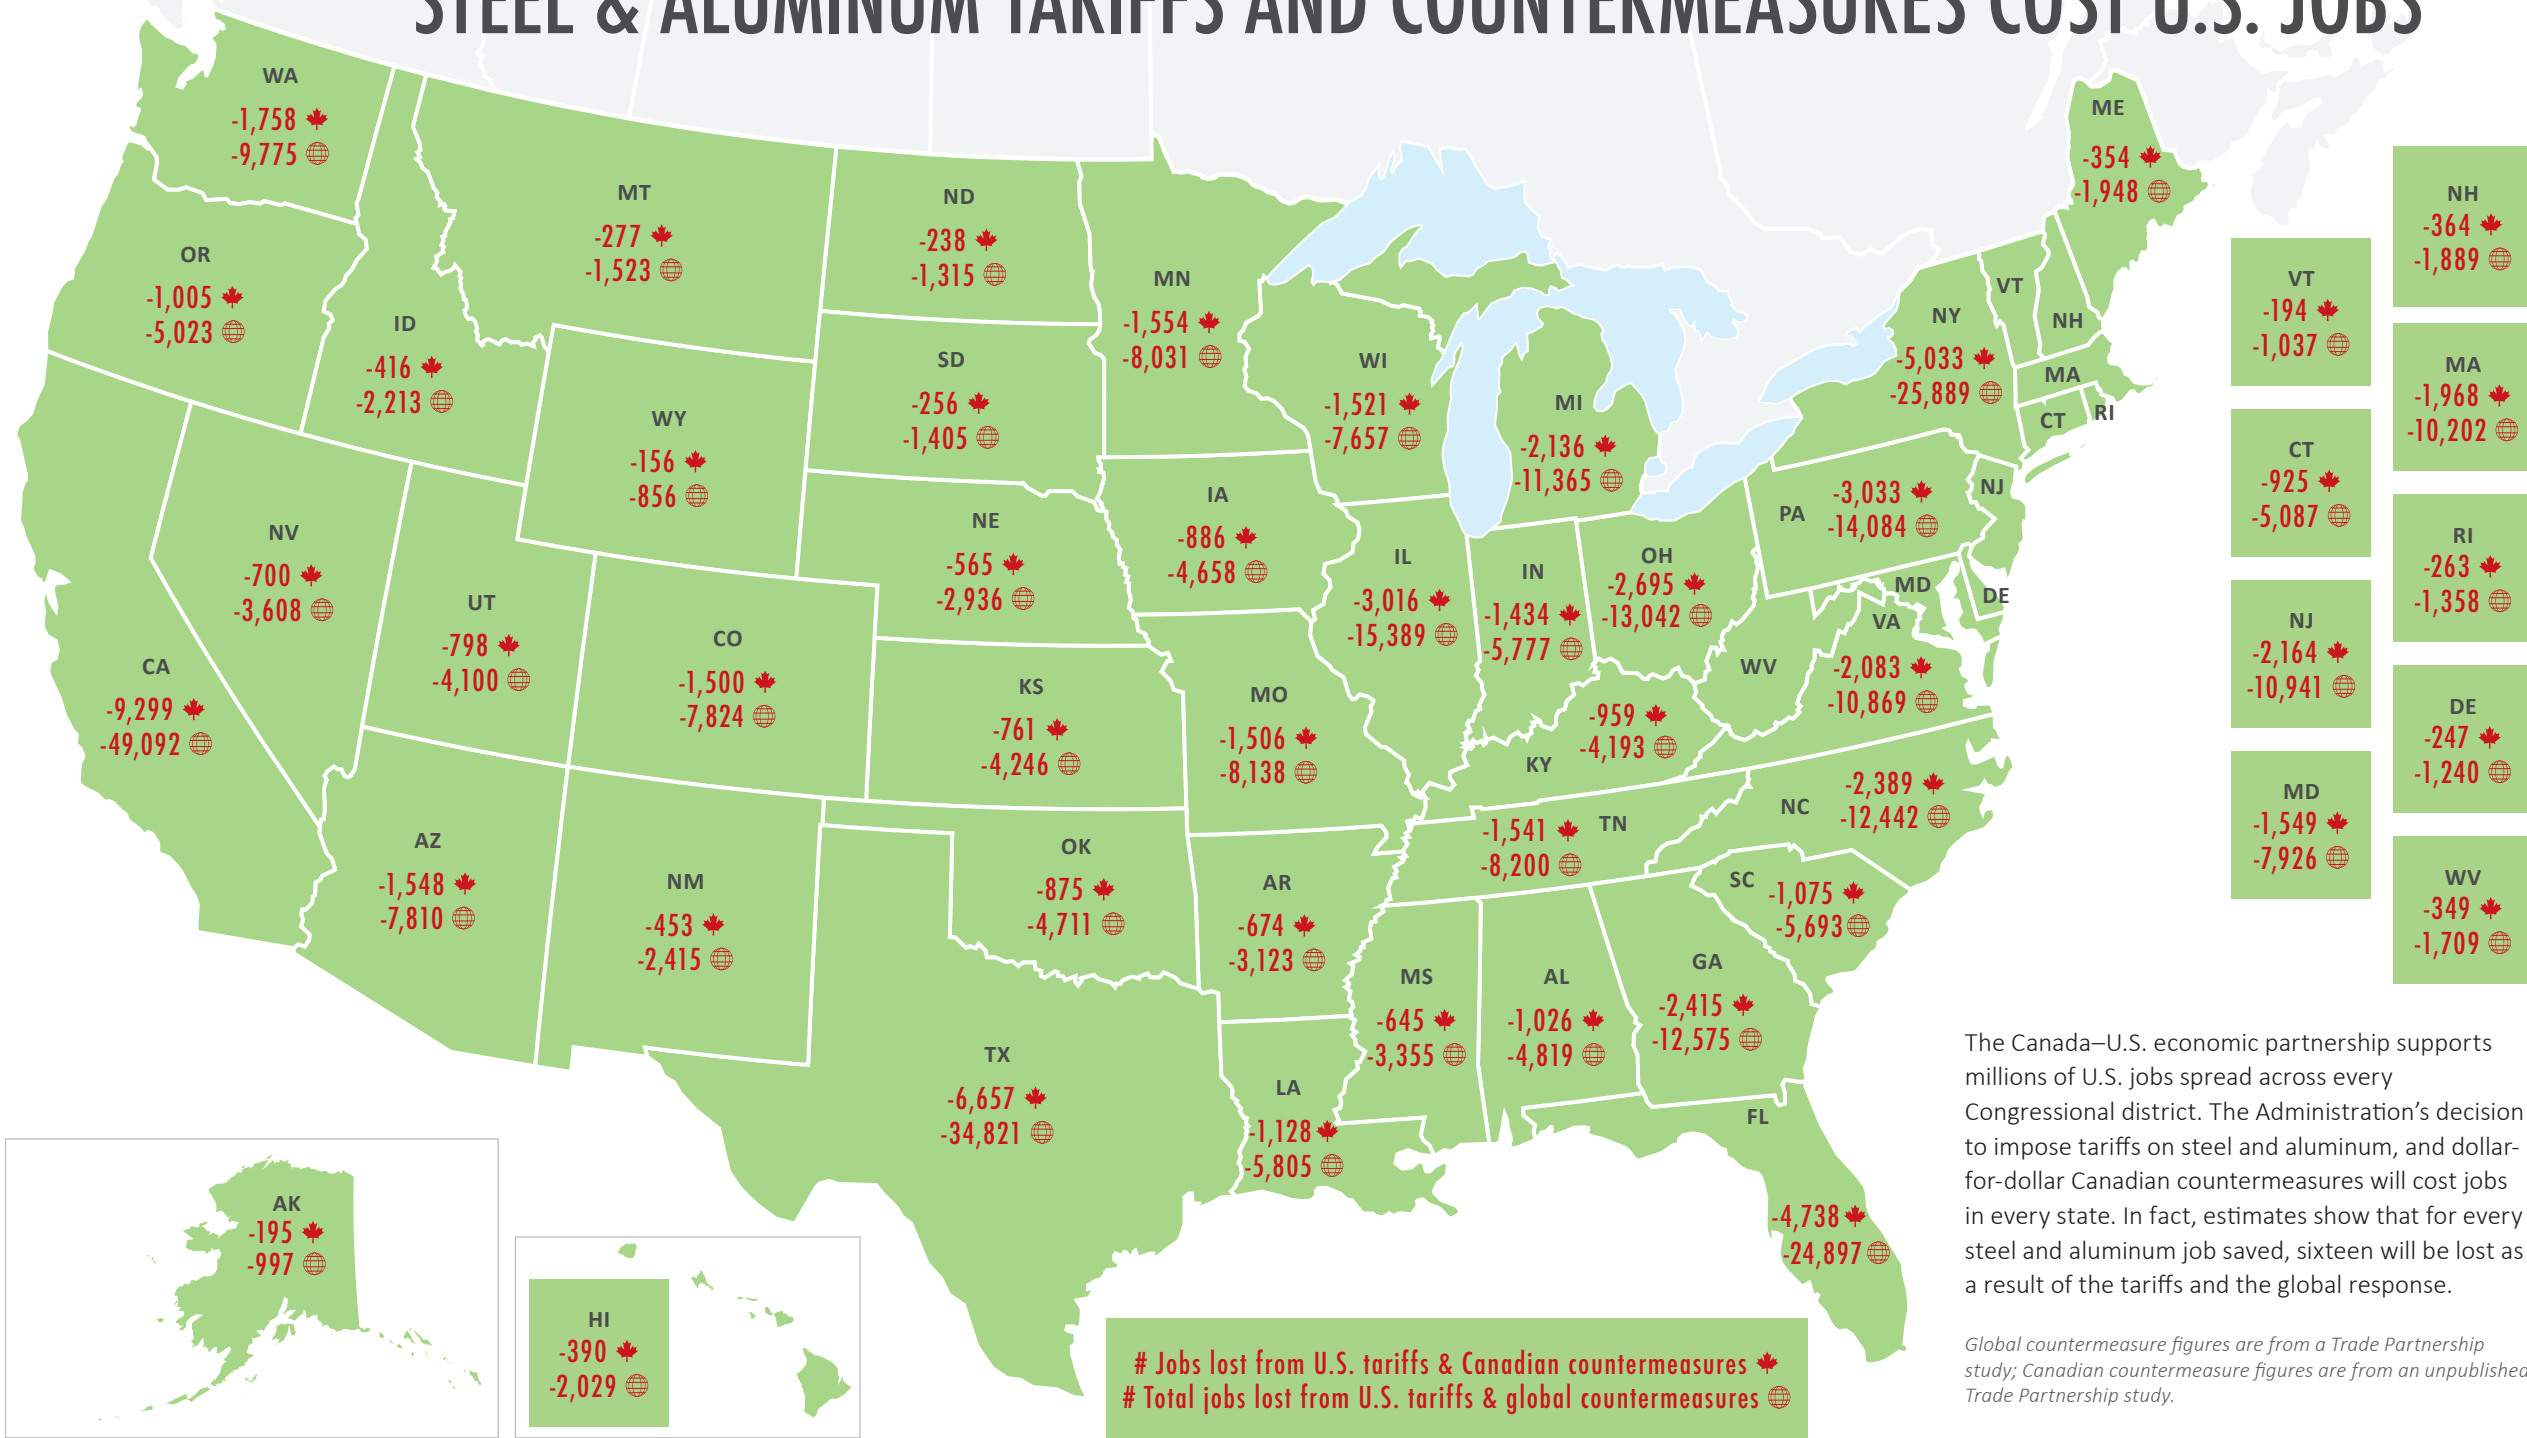 STEEL & ALUMINUM TARIFFS AND COUNTERMEASURES COST U.S. JOBS
WA
-1,758
-9,775
OR
-1,005
-5,023
ID
-416
-2,213
MT
-277
-1,523
ND
-238
-1,315
SD
-256
-1,405
WY
-156
-856
MN
-1,554
-8,031
WI
-1,521
-7,657
MI
-2,136
-11,365
NY
-5,033
-25,889
VT
NH
MA
CT
RI
ME
-354
-1,948
NH
-364
-1,889
VT
-194
-1,037
MA
-1,968
-10,202
CT
-925
-5,087
RI
-263
-1,358
NJ
-2,164
-10,941
DE
-247
-1,240
MD
-1,549
-7,926
WV
-349
-1,709
CA
-9,299
-49,092
NV
-700
-3,608
UT
-798
-4,100
CO
-1,500
-7,824
NE
-565
-2,936
KS
-761
-4,246
IA
-886
-4,658
MO
-1,506
-8,138
IL
-3,016
-15,389
IN
-1,434
-5,777
OH
-2,695
-13,042
PA
-3,033
-14,084
NJ
MD
DE
WV
VA
-2,083
-10,869
KY
-959
-4,193
TN
-1,541
-8,200
NC
-2,389
-12,442
SC
-1,075
-5,693
AZ
-1,548
-7,810
NM
-453
-2,415
OK
-875
-4,711
AR
-674
-3,123
TX
-6,657
-34,821
LA
-1,128
-5,805
MS
-645
-3,355
AL
-1,026
-4,819
GA
-2,415
-12,575
FL
-4,738
-24,897
AK
-195
-997
HI
-390
-2,029
# Jobs lost from U.S. tariffs & Canadian countermeasures
# Total jobs lost from U.S. tariffs & global countermeasures
The Canada–U.S. economic partnership supports
millions of U.S. jobs spread across every
Congressional district. The Administration’s decision
to impose tariffs on steel and aluminum, and dollar-
for-dollar Canadian countermeasures will cost jobs
in every state. In fact, estimates show that for every
steel and aluminum job saved, sixteen will be lost as
a result of the tariffs and the global response.
Global countermeasure figures are from a Trade Partnership
study; Canadian countermeasure figures are from an unpublished
Trade Partnership study.